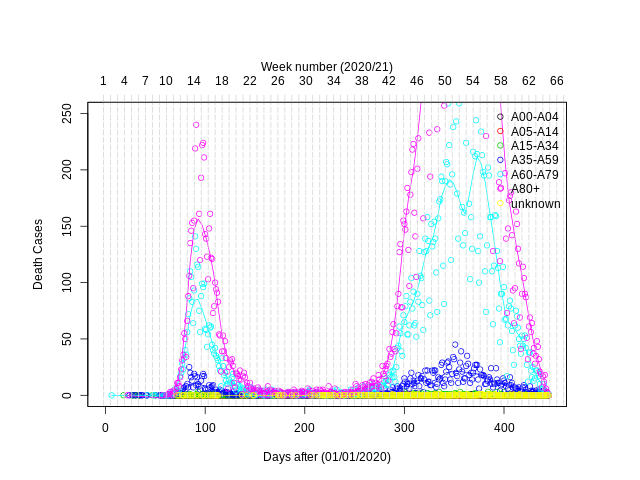 Week number (2020/21)
1 4 7 10 14 18 22 26 30 34 38 42 46 50 54 58 62 66
250
200
150
100
50
0
Death Cases
A00-A04
A05-A14
A15-A34
A35-A59
A60-A79
A80+
unknown
0 100 200 300 400
Days after (01/01/2020)